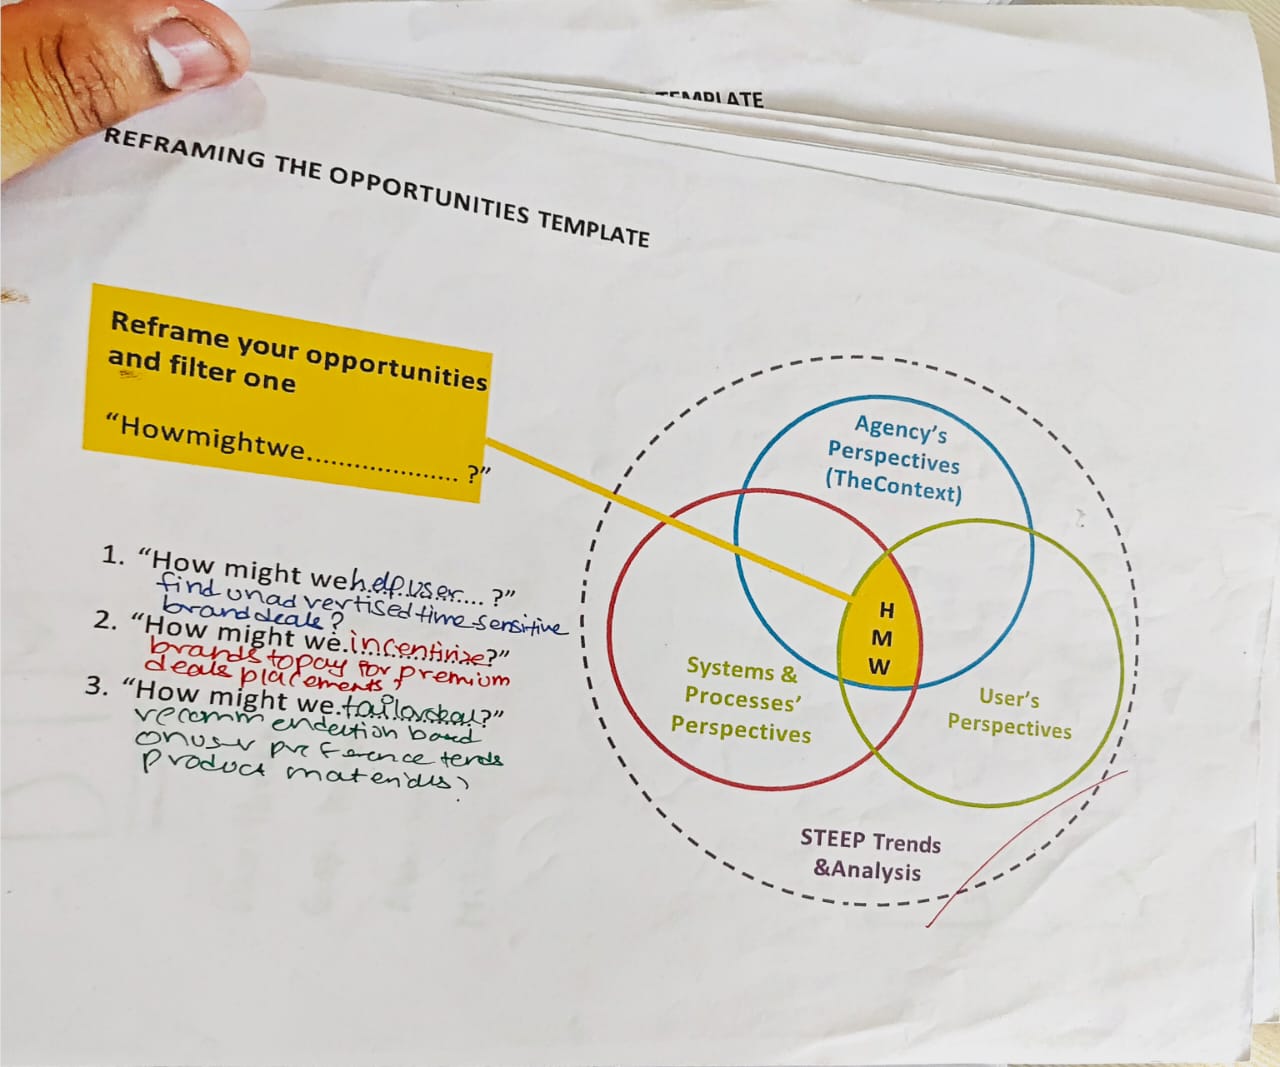 TEMPLATE
REFRAMING THE OPPORTUNITIES TEMPLATE
Reframe your opportunities
and filter one
"Howmightwe.................... ?"
1. "How might we help user.... ?"
find unadvertised time-sensitive
brand deals?
2. "How might we. incentivize?"
brands to pay for premium
deals placements?
3. "How might we. tailor deal?"
recommendation based
on user preference
product materials?
Agency's
Perspectives
(TheContext)
H
M
W
Systems &
Processes'
Perspectives
User's
Perspectives
STEEP Trends
&Analysis